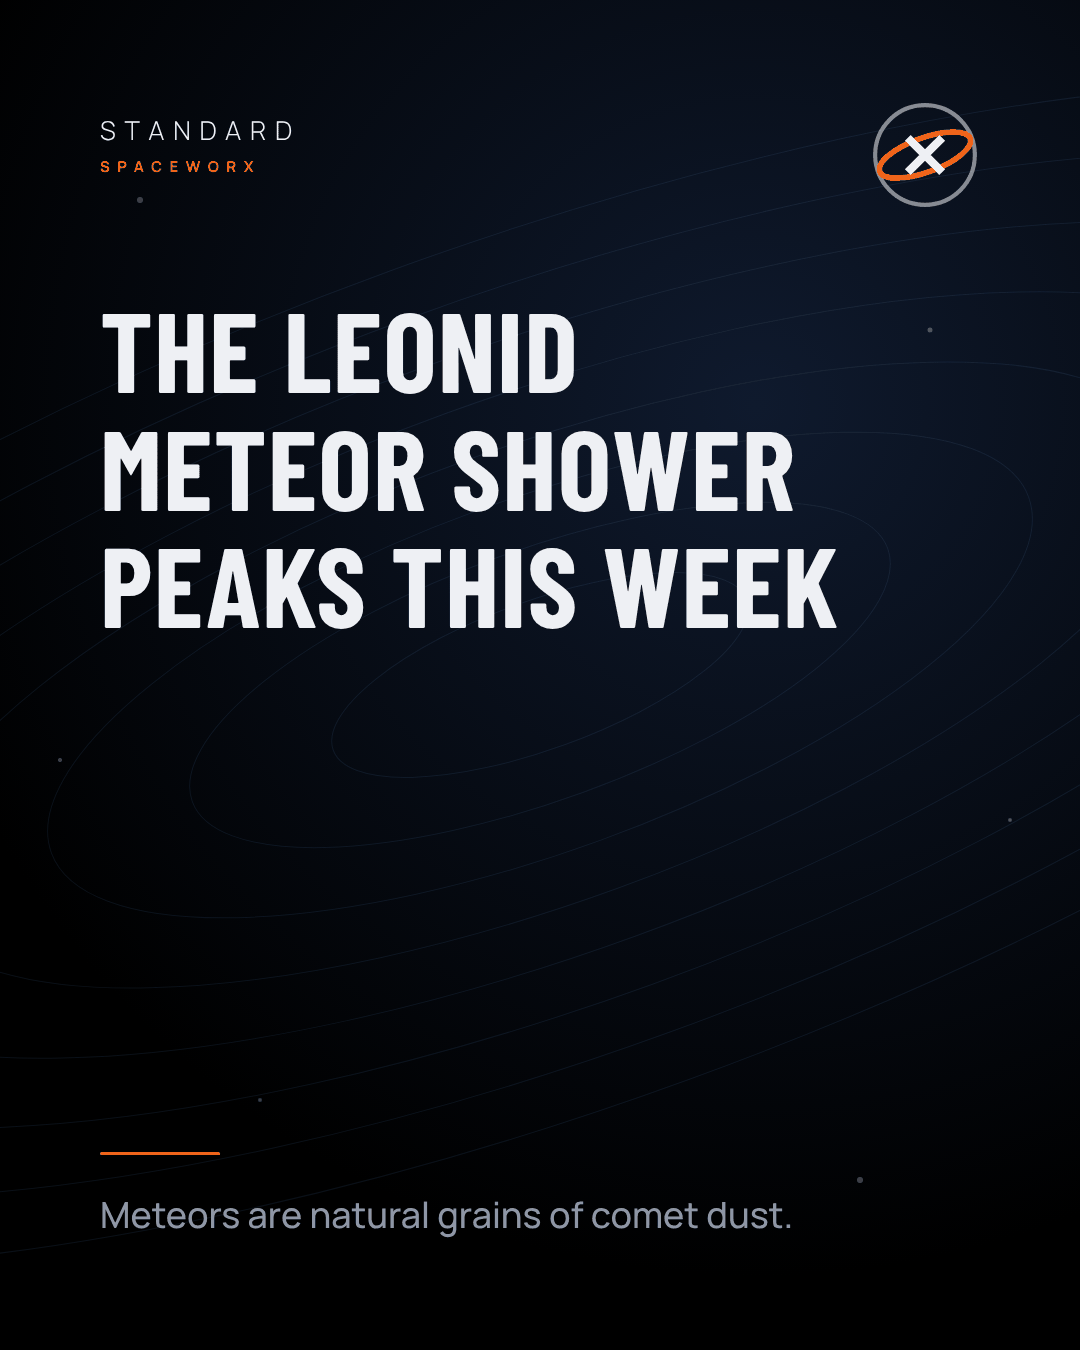 STANDARD
SPACEWORX
THE LEONID
METEOR SHOWER
PEAKS THIS WEEK
Meteors are natural grains of comet dust.